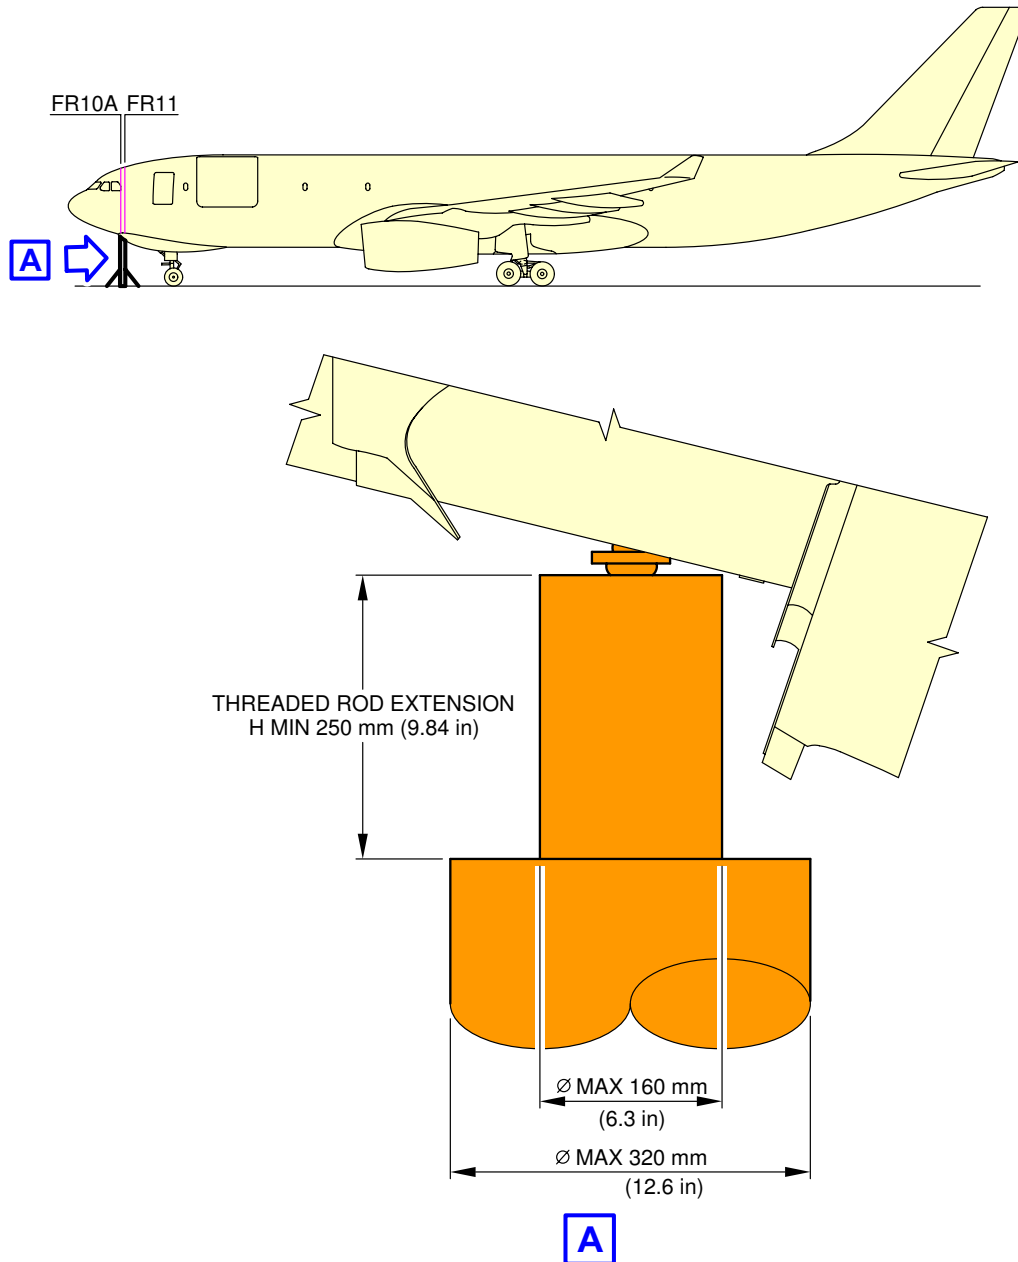 FR10A FR11
A
THREADED ROD EXTENSION
H MIN 250 mm (9.84 in)
∅ MAX 160 mm
(6.3 in)
∅ MAX 320 mm
(12.6 in)
A